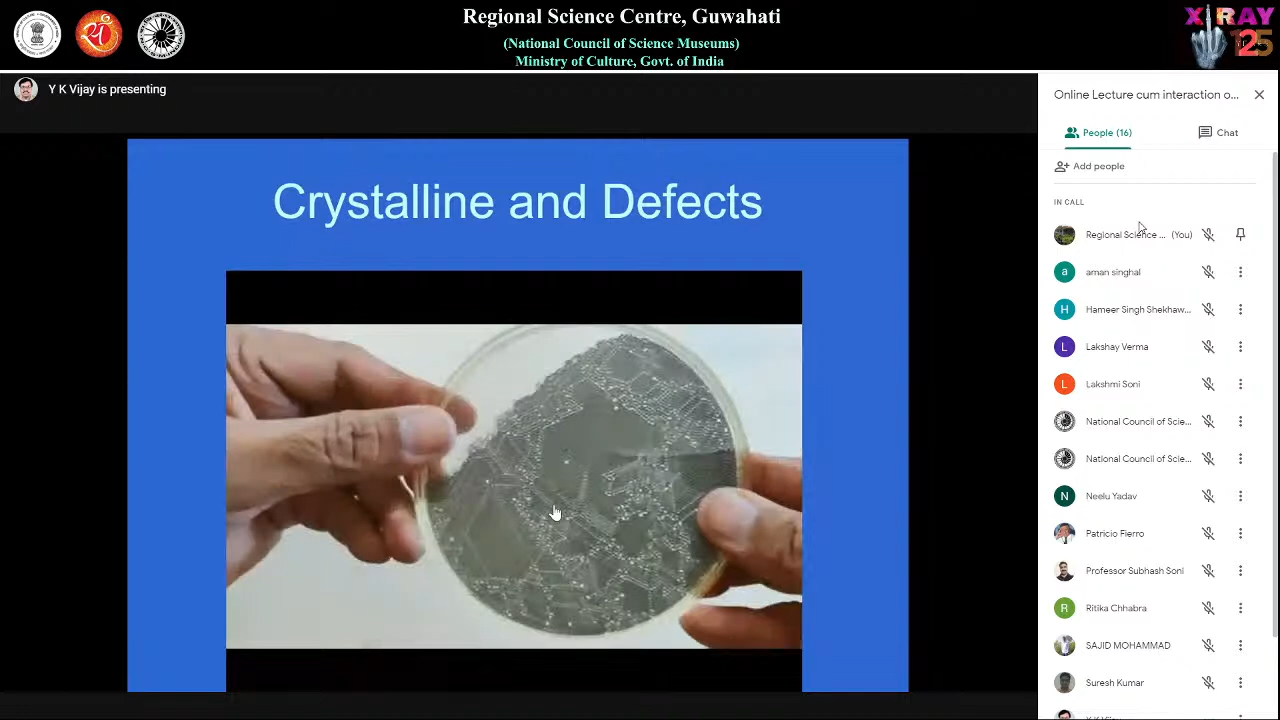 Regional Science Centre, Guwahati
(National Council of Science Museums)
Ministry of Culture, Govt. of India
X RAY
125
Y K Vijay is presenting
Crystalline and Defects
Online Lecture cum interaction o...
People (16)
Chat
Add people
IN CALL
Regional Science ... (You)
a aman singhal
H Hameer Singh Shekhaw...
L Lakshay Verma
L Lakshmi Soni
National Council of Scie...
National Council of Scie...
N Neelu Yadav
Patricio Fierro
Professor Subhash Soni
R Ritika Chhabra
SAJID MOHAMMAD
Suresh Kumar